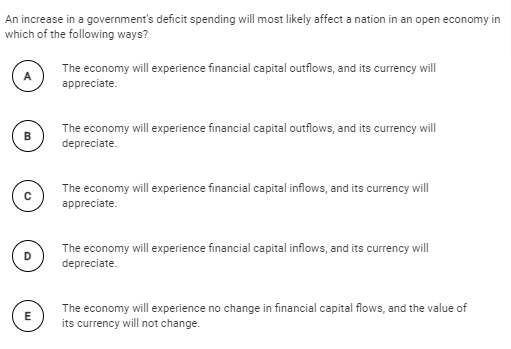 An increase in a government's deficit spending will most likely affect a nation in an open economy in
which of the following ways?
A
The economy will experience financial capital outflows, and its currency will
appreciate.
B
The economy will experience financial capital outflows, and its currency will
depreciate.
C
The economy will experience financial capital inflows, and its currency will
appreciate.
D
The economy will experience financial capital inflows, and its currency will
depreciate.
E
The economy will experience no change in financial capital flows, and the value of
its currency will not change.